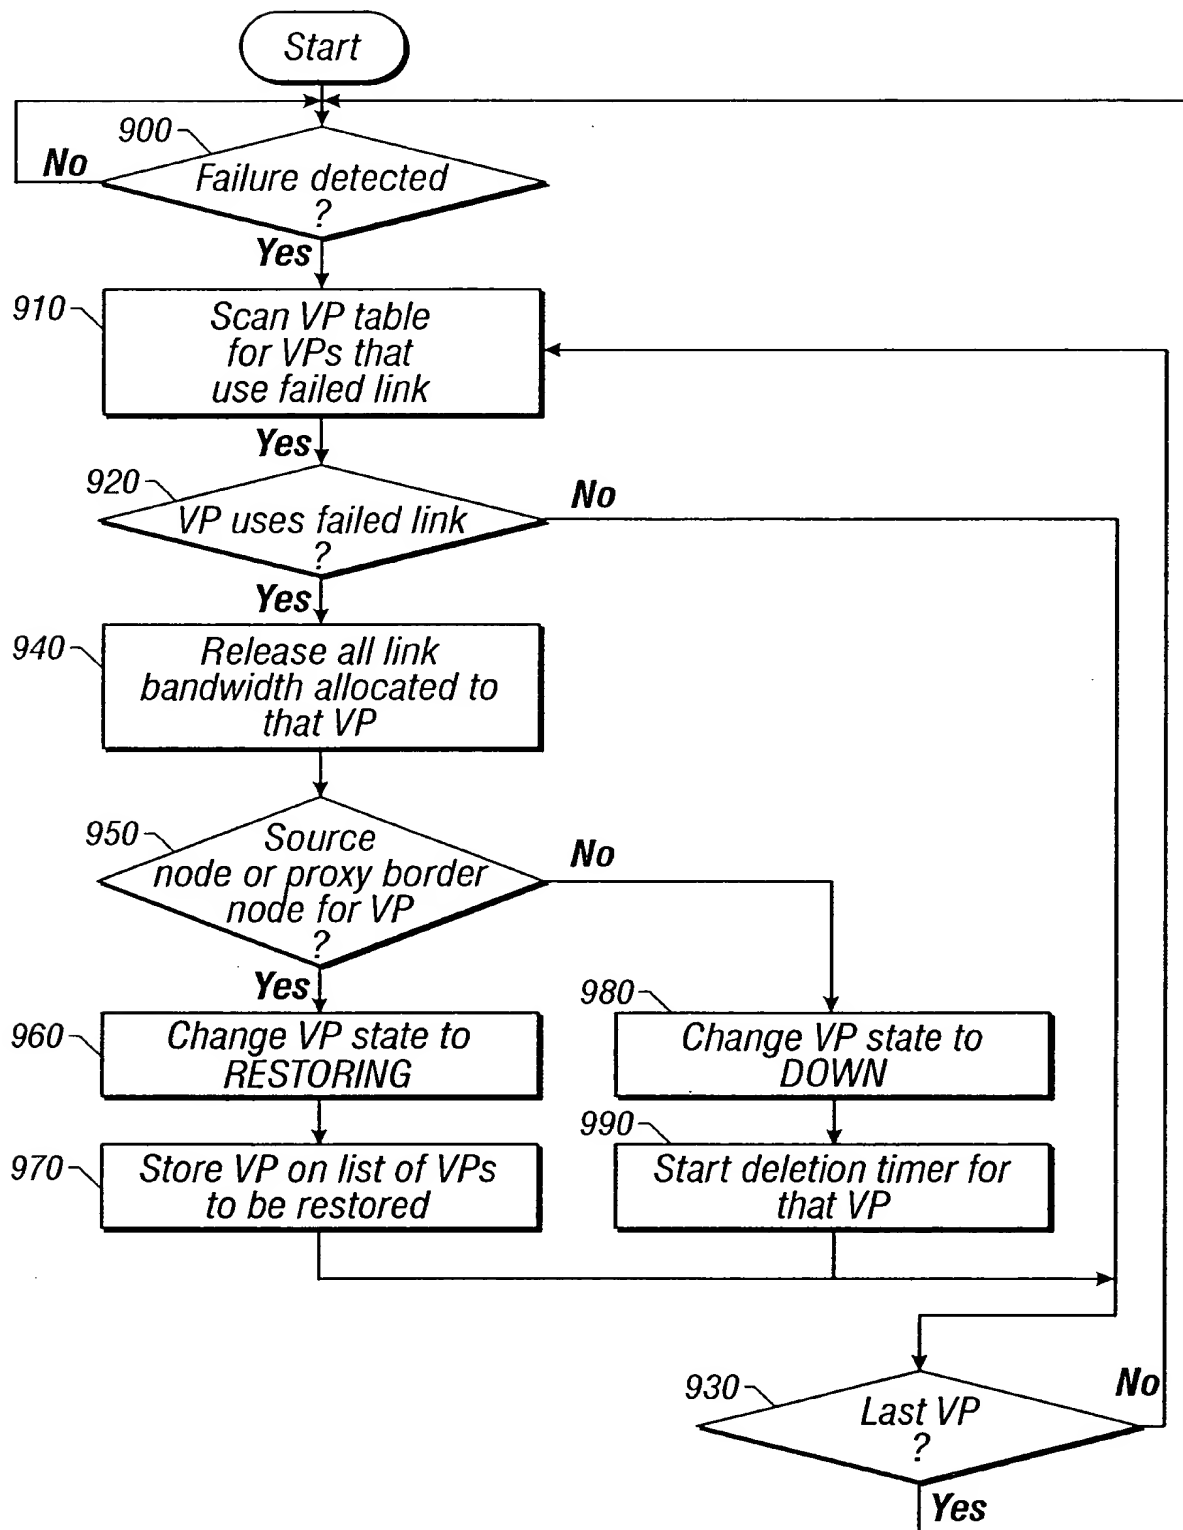 Start
900
No
Failure detected
?
Yes
910
Scan VP table
for VPs that
use failed link
Yes
920
No
VP uses failed link
?
Yes
940
Release all link
bandwidth allocated to
that VP
950
Source
node or proxy border
node for VP
?
No
Yes
960
Change VP state to
RESTORING
980
Change VP state to
DOWN
970
Store VP on list of VPs
to be restored
990
Start deletion timer for
that VP
930
Last VP
?
No
Yes